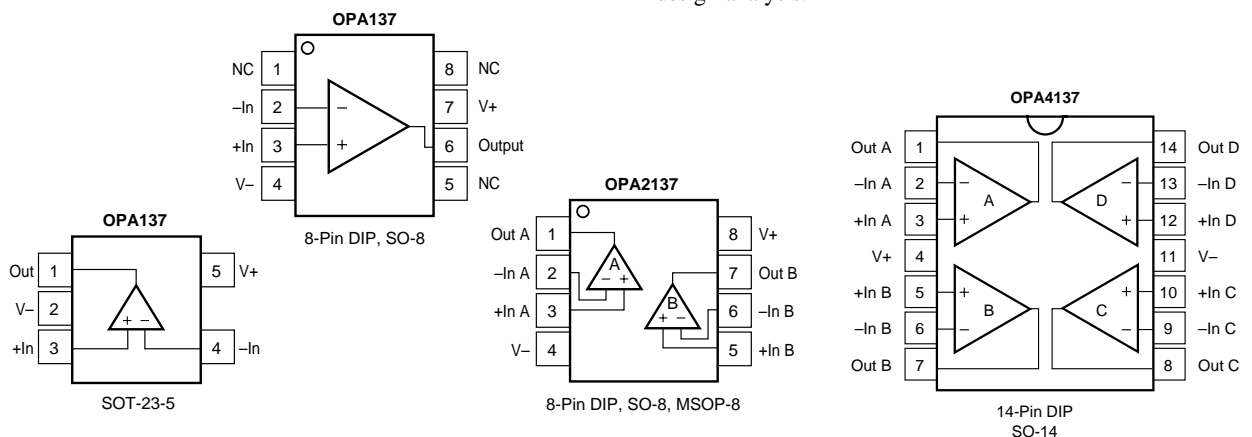 design analysis.
OPA137
NC 1 8 NC
–In 2 – 7 V+
+In 3 + 6 Output
V– 4 5 NC
8-Pin DIP, SO-8
OPA137
Out 1 5 V+
V– 2
+ –
+In 3 4 –In
SOT-23-5
OPA2137
Out A 1 8 V+
–In A 2 A – + 7 Out B
+In A 3 B + – 6 –In B
V– 4 5 +In B
8-Pin DIP, SO-8, MSOP-8
OPA4137
Out A 1 14 Out D
–In A 2 – – 13 –In D
A D
+In A 3 + + 12 +In D
V+ 4 11 V–
+In B 5 + + 10 +In C
B C
–In B 6 – – 9 –In C
Out B 7 8 Out C
14-Pin DIP
SO-14